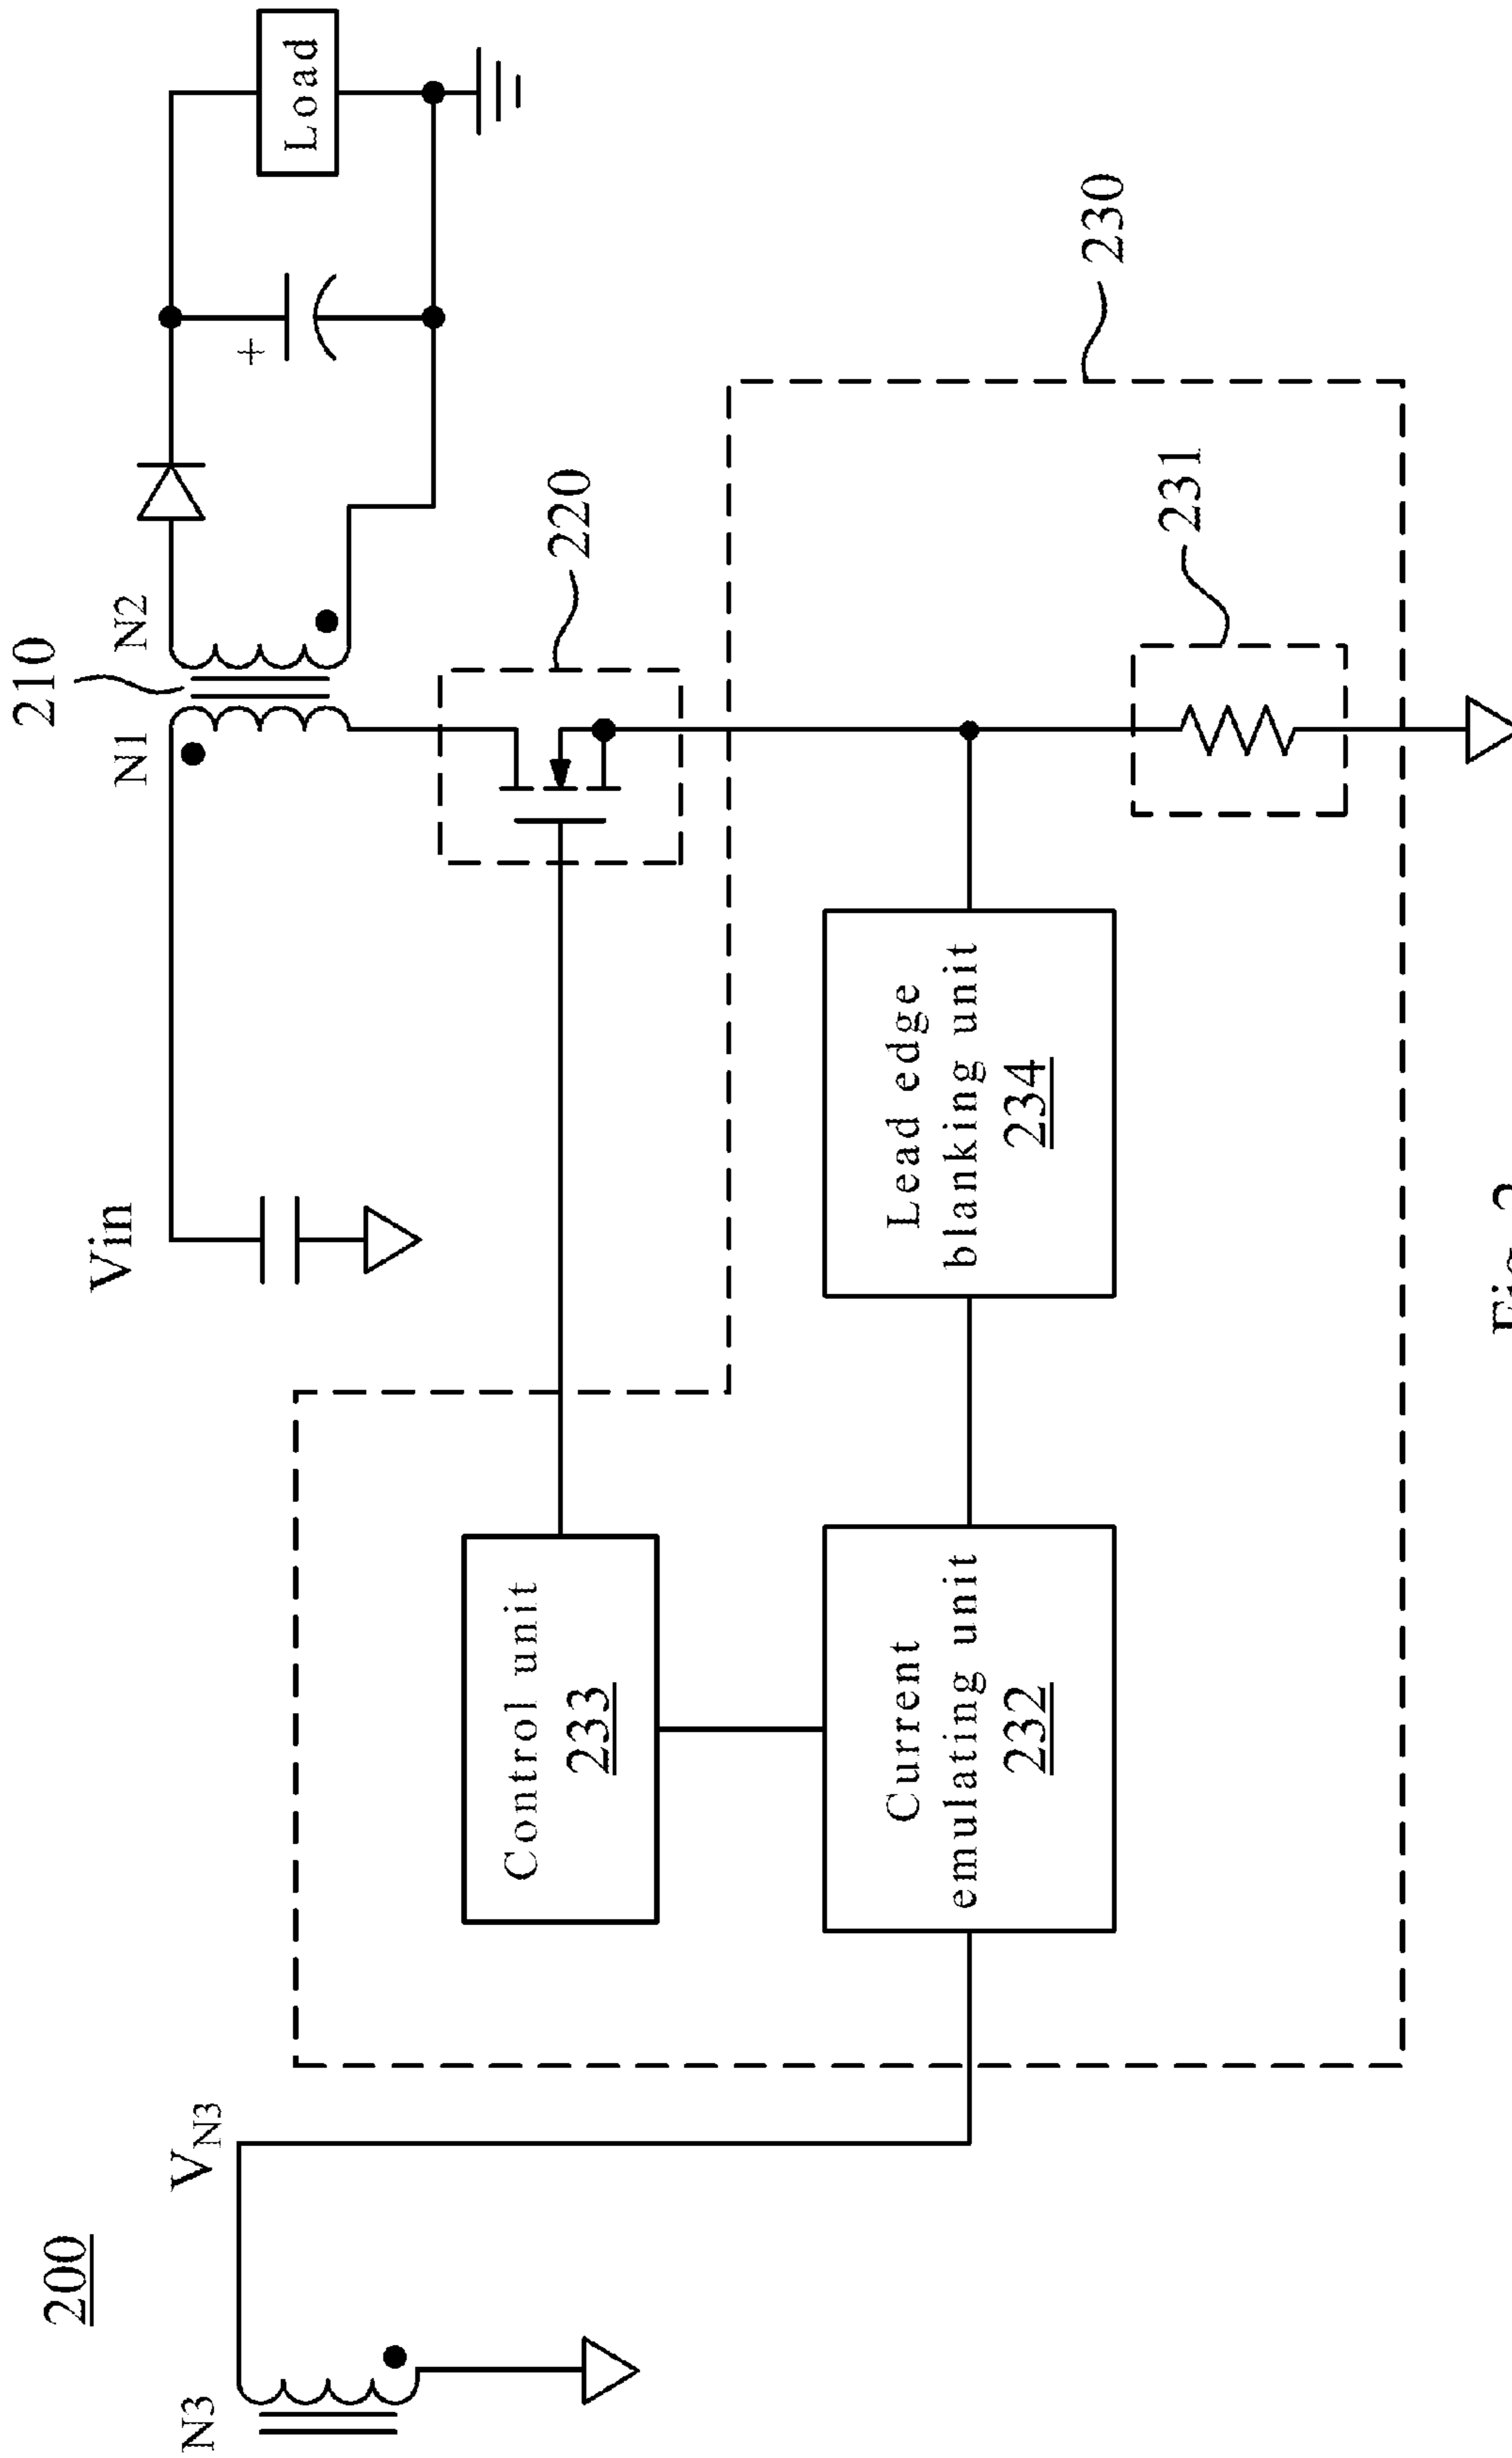 200
N3
VN3
Vin
210
N1
N2
Load
220
230
231
Control unit
233
Current
emulating unit
232
Lead edge
blanking unit
234
+